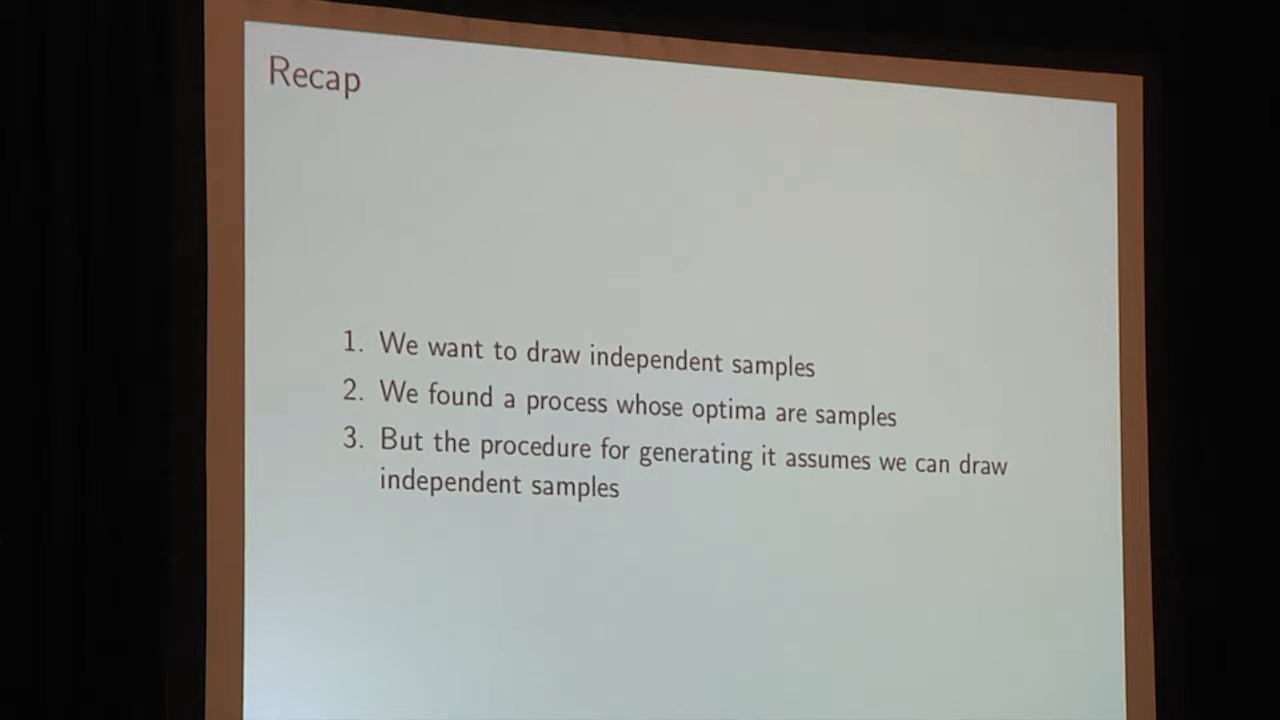 Recap
1. We want to draw independent samples
2. We found a process whose optima are samples
3. But the procedure for generating it assumes we can draw
independent samples